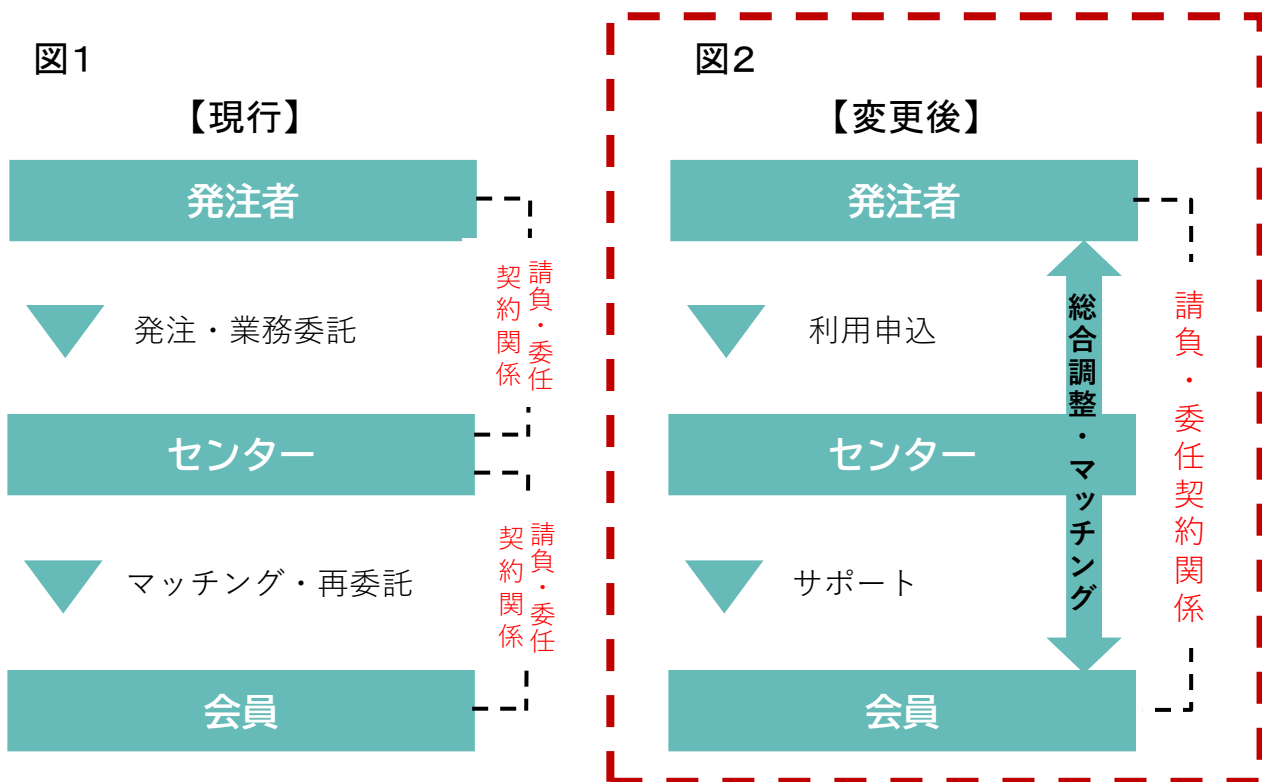 図1
【現行】
発注者
発注・業務委託
請負・委任
契約関係
センター
マッチング・再委託
請負・委任
契約関係
会員
図2
【変更後】
発注者
利用申込
センター
サポート
総合調整・マッチング
請負・委任契約関係
会員